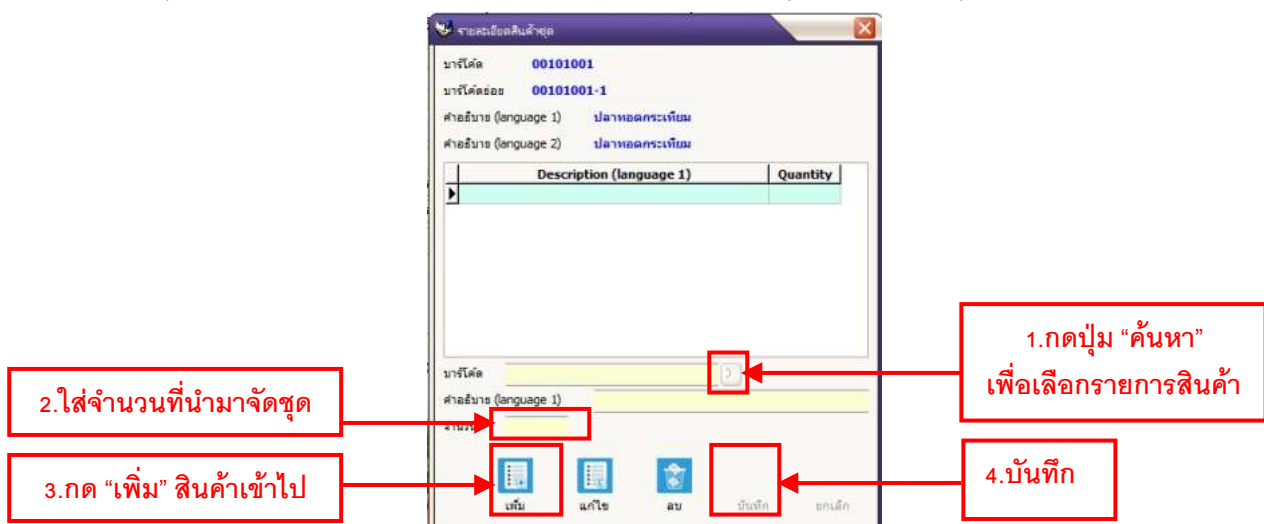 รายละเอียดสินค้าชุด
บาร์โค้ด 00101001
บาร์โค้ดย่อย 00101001-1
คำอธิบาย (language 1) ปลาทอดกระเทียม
คำอธิบาย (language 2) ปลาทอดกระเทียม
Description (language 1) Quantity
1.กดปุ่ม “ค้นหา”
เพื่อเลือกรายการสินค้า
บาร์โค้ด
2.ใส่จำนวนที่นำมาจัดชุด
คำอธิบาย (language 1)
จำนวน
3.กด “เพิ่ม” สินค้าเข้าไป
4.บันทึก
เพิ่ม แก้ไข ลบ บันทึก ยกเลิก